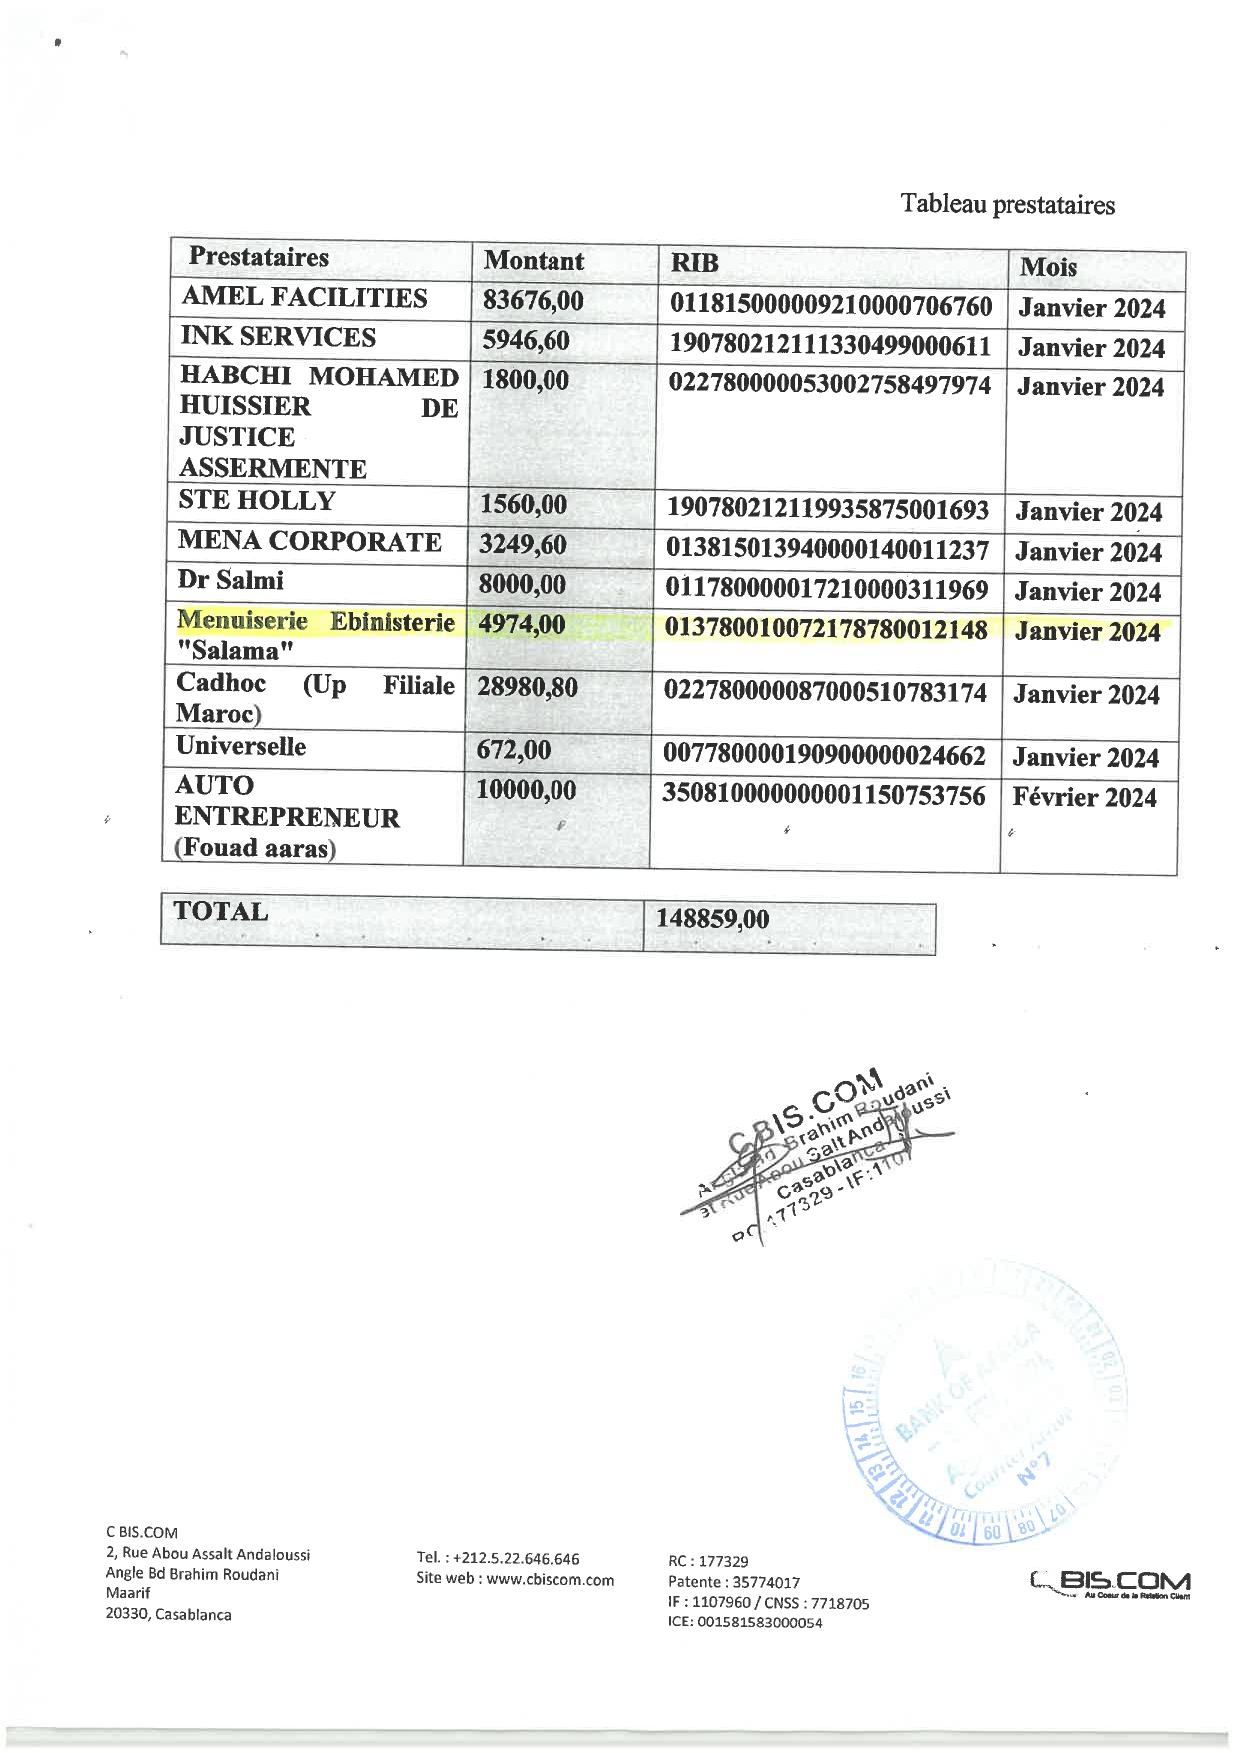 Tableau prestataires
Prestataires Montant RIB Mois
AMEL FACILITIES 83676,00 011815000009210000706760 Janvier 2024
INK SERVICES 5946,60 190780212111330499000611 Janvier 2024
HABCHI MOHAMED 1800,00 022780000053002758497974 Janvier 2024
HUISSIER DE
JUSTICE
ASSERMENTE
STE HOLLY 1560,00 190780212119935875001693 Janvier 2024
MENA CORPORATE 3249,60 013815013940000140011237 Janvier 2024
Dr Salmi 8000,00 011780000017210000311969 Janvier 2024
Menuiserie Ebinisterie 4974,00 013780010072178780012148 Janvier 2024
"Salama"
Cadhoc (Up Filiale 28980,80 022780000087000510783174 Janvier 2024
Maroc)
Universelle 672,00 007780000190900000024662 Janvier 2024
AUTO 10000,00 350810000000001150753756 Février 2024
ENTREPRENEUR
(Fouad aaras)
TOTAL 148859,00
C BIS.COM
Brahim Roudani
Rue Abou Salt Andaloussi
Casablanca
RC 177329 - IF:110
BANK OF AFRICA
Courrier
N°7
C BIS.COM
2, Rue Abou Assalt Andaloussi
Angle Bd Brahim Roudani
Maarif
20330, Casablanca
Tel. : +212.5.22.646.646
Site web : www.cbiscom.com
RC : 177329
Patente : 35774017
IF : 1107960 / CNSS : 7718705
ICE: 001581583000054
C BIS.COM
Au Coeur de la Relation Client